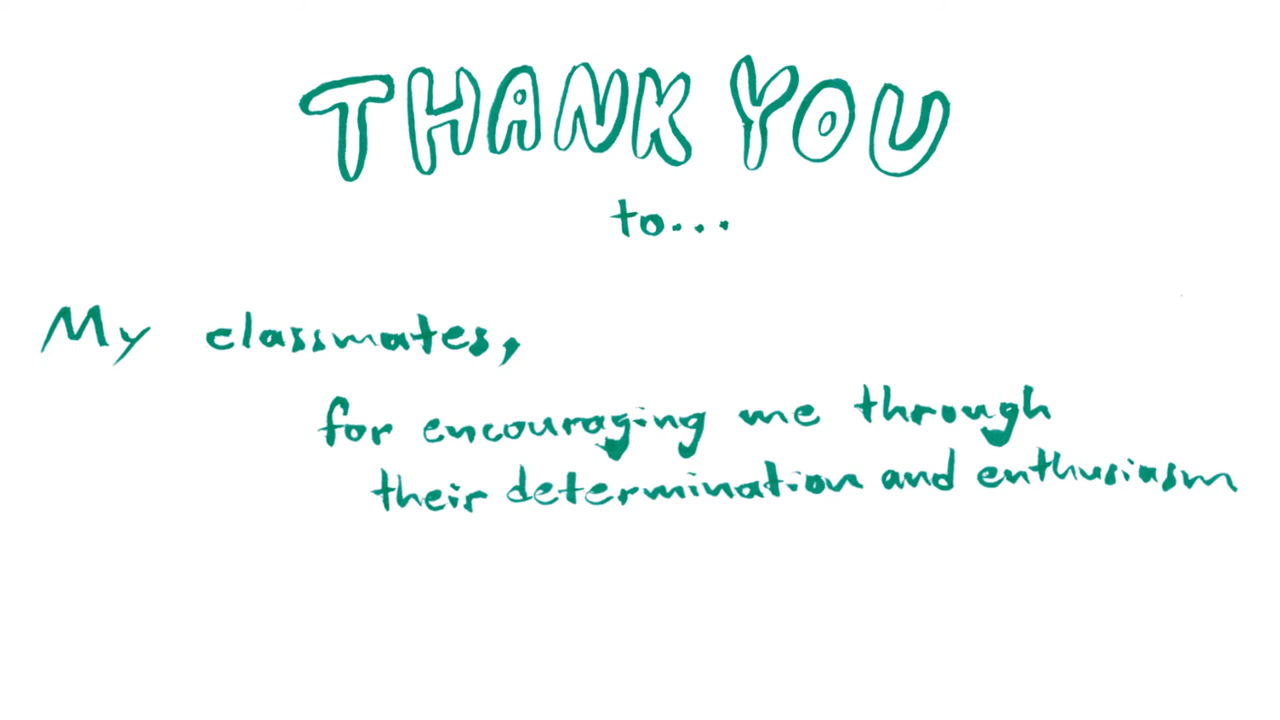 THANK YOU
to...
My classmates,
for encouraging me through
their determination and enthusiasm